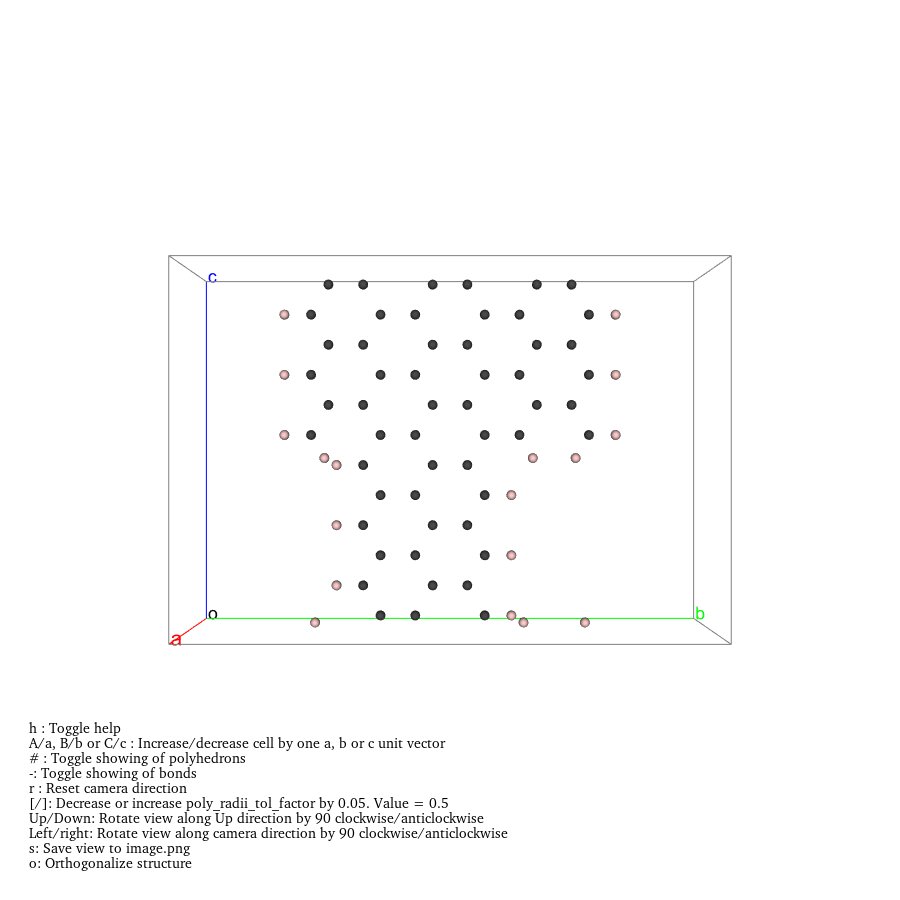 c
o
b
a
h : Toggle help
A/a, B/b or C/c : Increase/decrease cell by one a, b or c unit vector
# : Toggle showing of polyhedrons
-: Toggle showing of bonds
r : Reset camera direction
[/]: Decrease or increase poly_radii_tol_factor by 0.05. Value = 0.5
Up/Down: Rotate view along Up direction by 90 clockwise/anticlockwise
Left/right: Rotate view along camera direction by 90 clockwise/anticlockwise
s: Save view to image.png
o: Orthogonalize structure